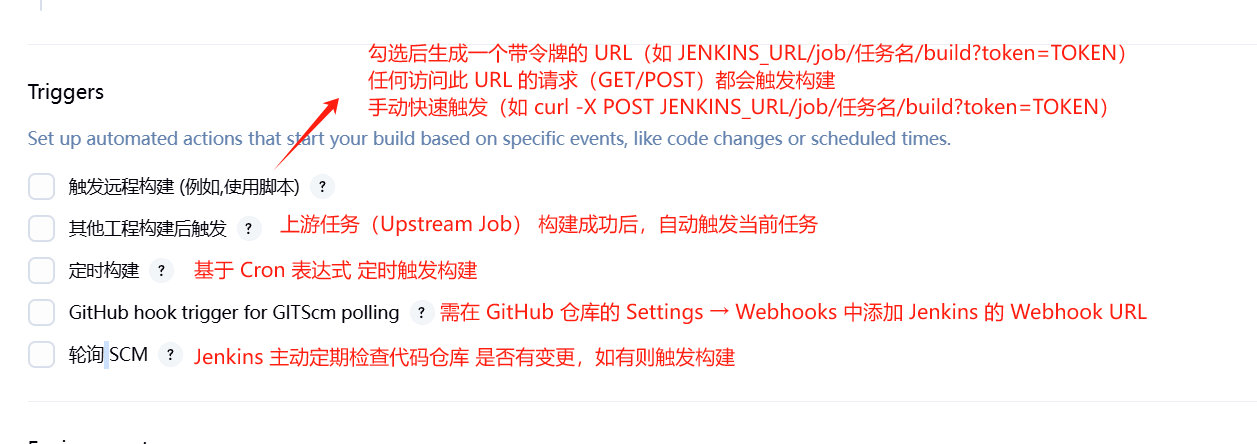 勾选后生成一个带令牌的 URL（如 JENKINS_URL/job/任务名/build?token=TOKEN）
任何访问此 URL 的请求（GET/POST）都会触发构建
手动快速触发（如 curl -X POST JENKINS_URL/job/任务名/build?token=TOKEN）
Triggers
Set up automated actions that start your build based on specific events, like code changes or scheduled times.
触发远程构建 (例如,使用脚本) ?
其他工程构建后触发 ? 上游任务（Upstream Job） 构建成功后，自动触发当前任务
定时构建 ? 基于 Cron 表达式 定时触发构建
GitHub hook trigger for GITScm polling ? 需在 GitHub 仓库的 Settings → Webhooks 中添加 Jenkins 的 Webhook URL
轮询 SCM ? Jenkins 主动定期检查代码仓库 是否有变更，如有则触发构建